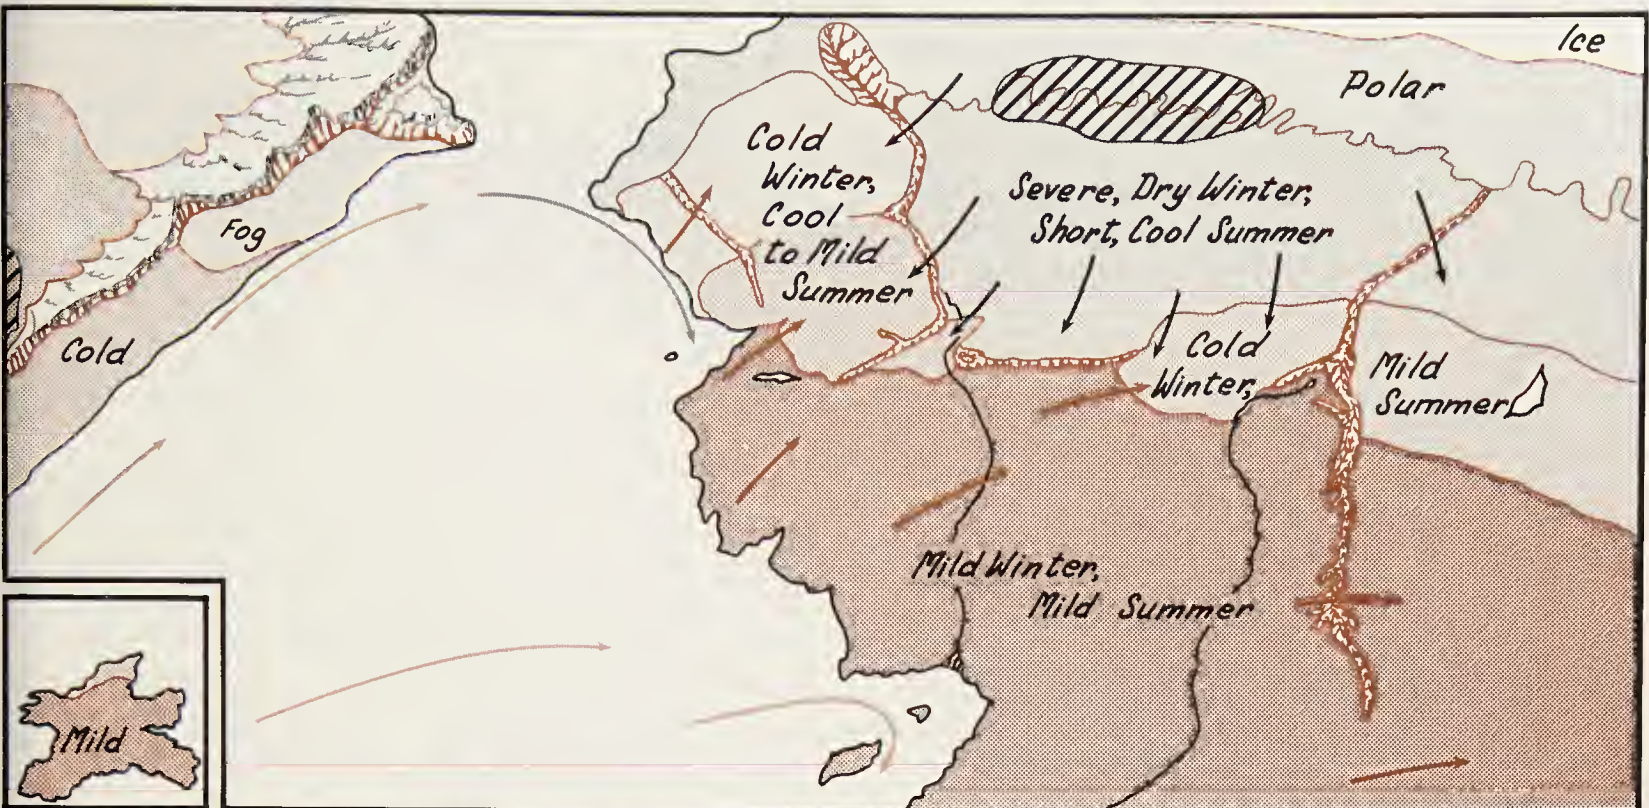 Ice
Polar
Cold
Winter,
Cool
to Mild
Summer
Severe, Dry Winter,
Short, Cool Summer
Fog
Cold
Cold
Winter,
Mild
Summer
Mild Winter,
Mild Summer
Mild